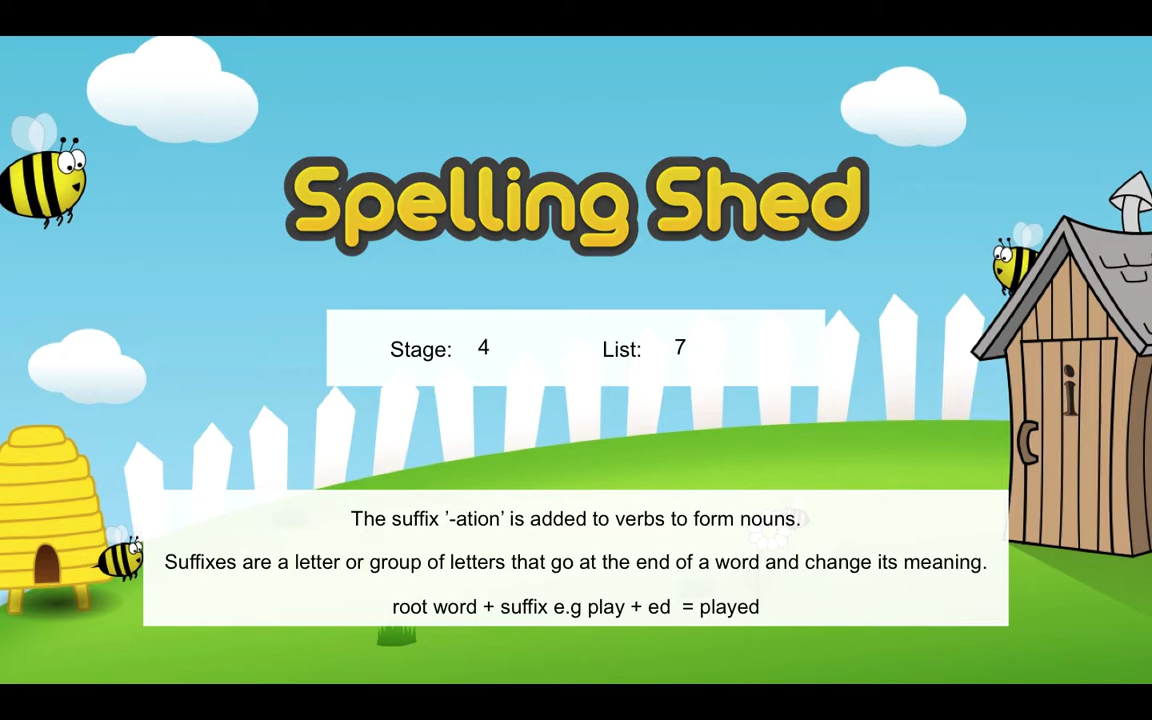 Spelling Shed
Stage: 4 List: 7
The suffix ’-ation’ is added to verbs to form nouns.
Suffixes are a letter or group of letters that go at the end of a word and change its meaning.
root word + suffix e.g play + ed = played